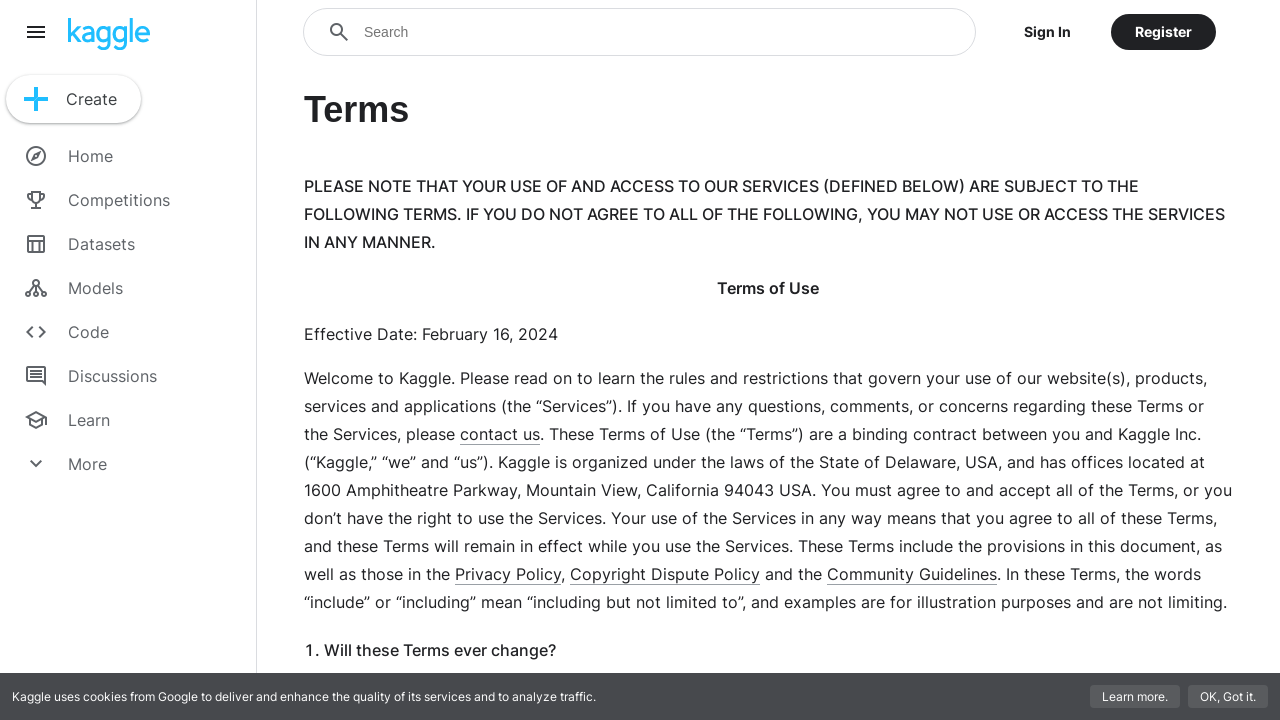 kaggle
Search
Sign In
Register
Create
Home
Competitions
Datasets
Models
Code
Discussions
Learn
More
Terms
PLEASE NOTE THAT YOUR USE OF AND ACCESS TO OUR SERVICES (DEFINED BELOW) ARE SUBJECT TO THE
FOLLOWING TERMS. IF YOU DO NOT AGREE TO ALL OF THE FOLLOWING, YOU MAY NOT USE OR ACCESS THE SERVICES
IN ANY MANNER.
Terms of Use
Effective Date: February 16, 2024
Welcome to Kaggle. Please read on to learn the rules and restrictions that govern your use of our website(s), products,
services and applications (the “Services”). If you have any questions, comments, or concerns regarding these Terms or
the Services, please contact us. These Terms of Use (the “Terms”) are a binding contract between you and Kaggle Inc.
(“Kaggle,” “we” and “us”). Kaggle is organized under the laws of the State of Delaware, USA, and has offices located at
1600 Amphitheatre Parkway, Mountain View, California 94043 USA. You must agree to and accept all of the Terms, or you
don’t have the right to use the Services. Your use of the Services in any way means that you agree to all of these Terms,
and these Terms will remain in effect while you use the Services. These Terms include the provisions in this document, as
well as those in the Privacy Policy, Copyright Dispute Policy and the Community Guidelines. In these Terms, the words
“include” or “including” mean “including but not limited to”, and examples are for illustration purposes and are not limiting.
1. Will these Terms ever change?
Kaggle uses cookies from Google to deliver and enhance the quality of its services and to analyze traffic.
Learn more.
OK, Got it.